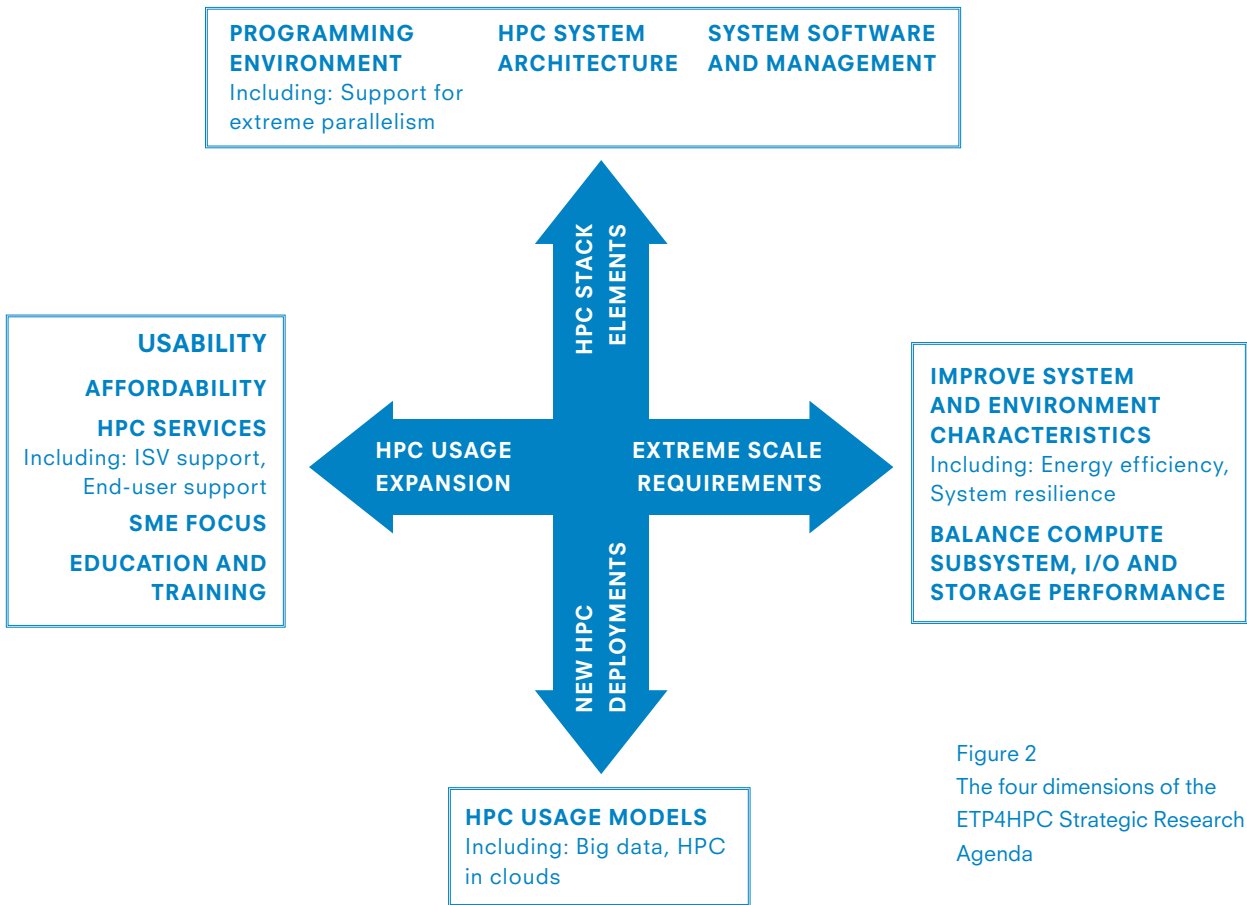 PROGRAMMING
ENVIRONMENT
Including: Support for
extreme parallelism
HPC SYSTEM
ARCHITECTURE
SYSTEM SOFTWARE
AND MANAGEMENT
HPC STACK
ELEMENTS
USABILITY
AFFORDABILITY
HPC SERVICES
Including: ISV support,
End-user support
SME FOCUS
EDUCATION AND
TRAINING
HPC USAGE
EXPANSION
EXTREME SCALE
REQUIREMENTS
IMPROVE SYSTEM
AND ENVIRONMENT
CHARACTERISTICS
Including: Energy efficiency,
System resilience
BALANCE COMPUTE
SUBSYSTEM, I/O AND
STORAGE PERFORMANCE
NEW HPC
DEPLOYMENTS
HPC USAGE MODELS
Including: Big data, HPC
in clouds
Figure 2
The four dimensions of the
ETP4HPC Strategic Research
Agenda